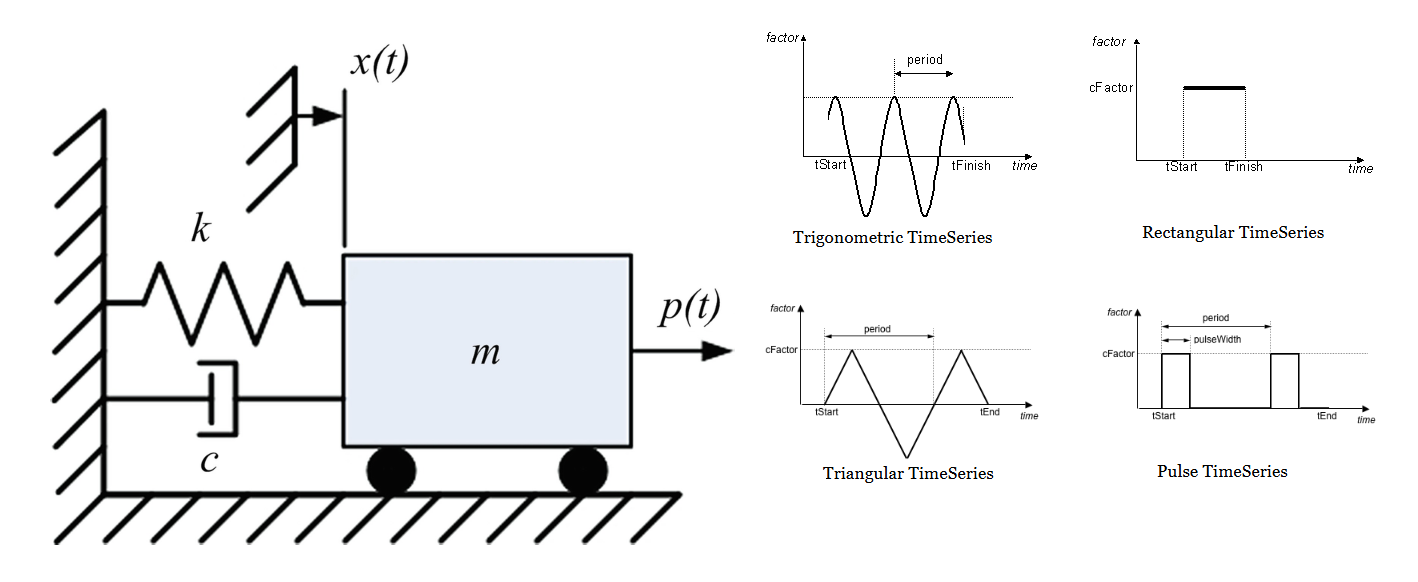 x(t)
k
p(t)
m
c
factor
period
tStart
tFinish
time
Trigonometric TimeSeries
factor
cFactor
tStart
tFinish
time
Rectangular TimeSeries
factor
period
cFactor
tStart
tEnd
time
Triangular TimeSeries
factor
period
pulseWidth
cFactor
tStart
tEnd
time
Pulse TimeSeries